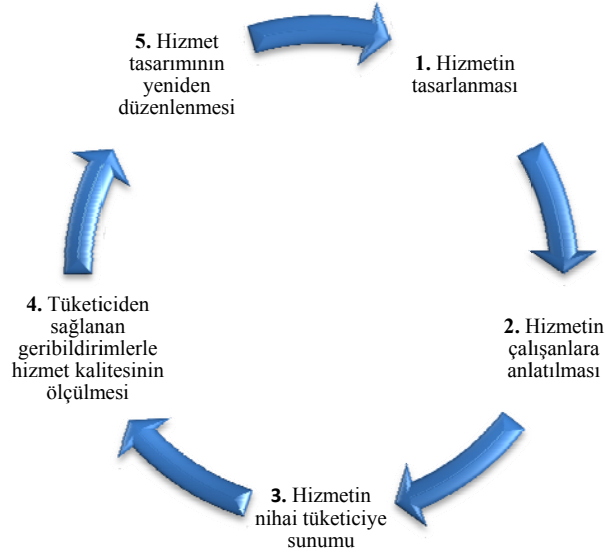 1. Hizmetin
tasarlanması
2. Hizmetin
çalışanlara
anlatılması
3. Hizmetin
nihai tüketiciye
sunumu
4. Tüketiciden
sağlanan
geribildirimlerle
hizmet kalitesinin
ölçülmesi
5. Hizmet
tasarımının
yeniden
düzenlenmesi